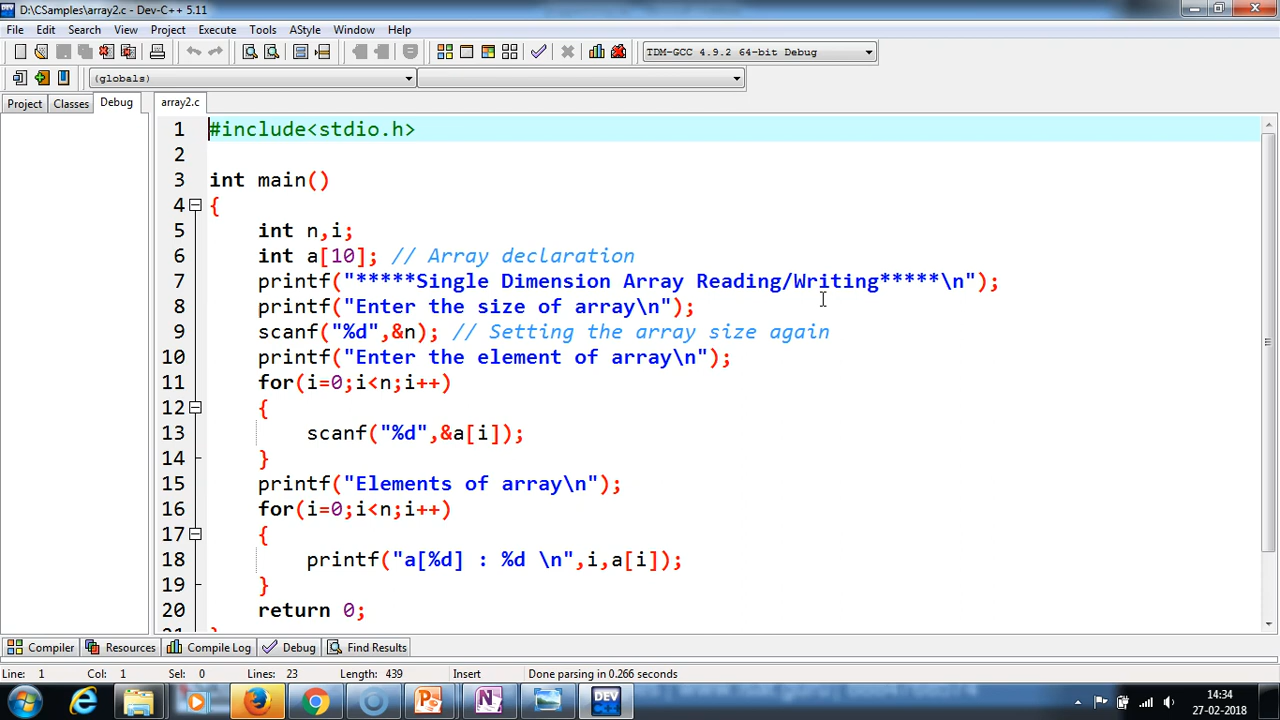 D:\CSamples\array2.c - Dev-C++ 5.11
File Edit Search View Project Execute Tools AStyle Window Help
TDM-GCC 4.9.2 64-bit Debug
(globals)
Project Classes Debug array2.c
1 #include<stdio.h>
2
3 int main()
4 {
5 int n,i;
6 int a[10]; // Array declaration
7 printf("*****Single Dimension Array Reading/Writing*****\n");
8 printf("Enter the size of array\n");
9 scanf("%d",&n); // Setting the array size again
10 printf("Enter the element of array\n");
11 for(i=0;i<n;i++)
12 {
13 scanf("%d",&a[i]);
14 }
15 printf("Elements of array\n");
16 for(i=0;i<n;i++)
17 {
18 printf("a[%d] : %d \n",i,a[i]);
19 }
20 return 0;
21 }
Compiler Resources Compile Log Debug Find Results
Line: 1 Col: 1 Sel: 0 Lines: 23 Length: 439 Insert Done parsing in 0.266 seconds
DEV
14:34
27-02-2018